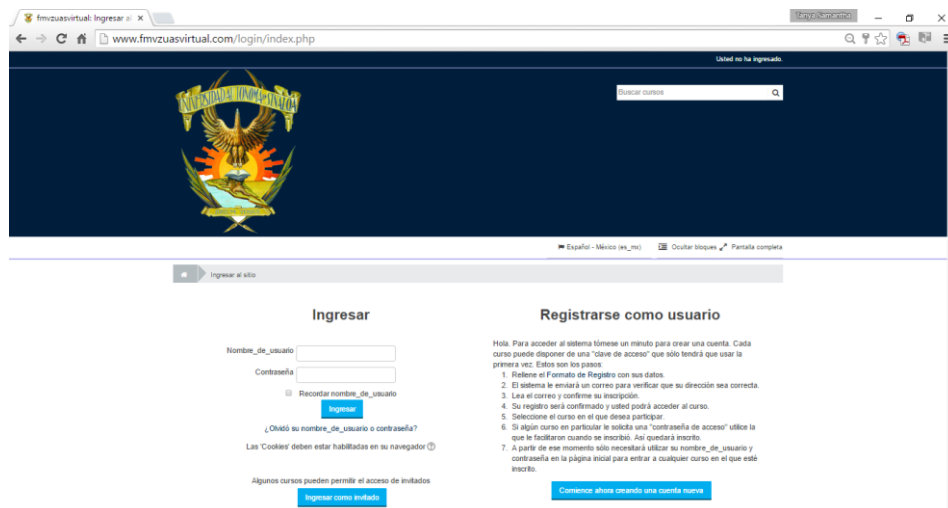 fmvzuasvirtual: Ingresar al
Tanya Samantha
www.fmvzuasvirtual.com/login/index.php
Usted no ha ingresado.
UNIVERSIDAD AUTONOMA DE SINALOA
Buscar cursos
Español - México (es_mx)
Ocultar bloques
Pantalla completa
Ingresar al sitio
Ingresar
Nombre_de_usuario
Contraseña
Recordar nombre_de_usuario
Ingresar
¿Olvidó su nombre_de_usuario o contraseña?
Las 'Cookies' deben estar habilitadas en su navegador
Algunos cursos pueden permitir el acceso de invitados
Ingresar como invitado
Registrarse como usuario
Hola. Para acceder al sistema tómese un minuto para crear una cuenta. Cada
curso puede disponer de una "clave de acceso" que sólo tendrá que usar la
primera vez. Estos son los pasos:
1. Rellene el Formato de Registro con sus datos.
2. El sistema le enviará un correo para verificar que su dirección sea correcta.
3. Lea el correo y confirme su inscripción.
4. Su registro será confirmado y usted podrá acceder al curso.
5. Seleccione el curso en el que desea participar.
6. Si algún curso en particular le solicita una "contraseña de acceso" utilice la
que le facilitaron cuando se inscribió. Así quedará inscrito.
7. A partir de ese momento sólo necesitará utilizar su nombre_de_usuario y
contraseña en la página inicial para entrar a cualquier curso en el que esté
inscrito.
Comience ahora creando una cuenta nueva